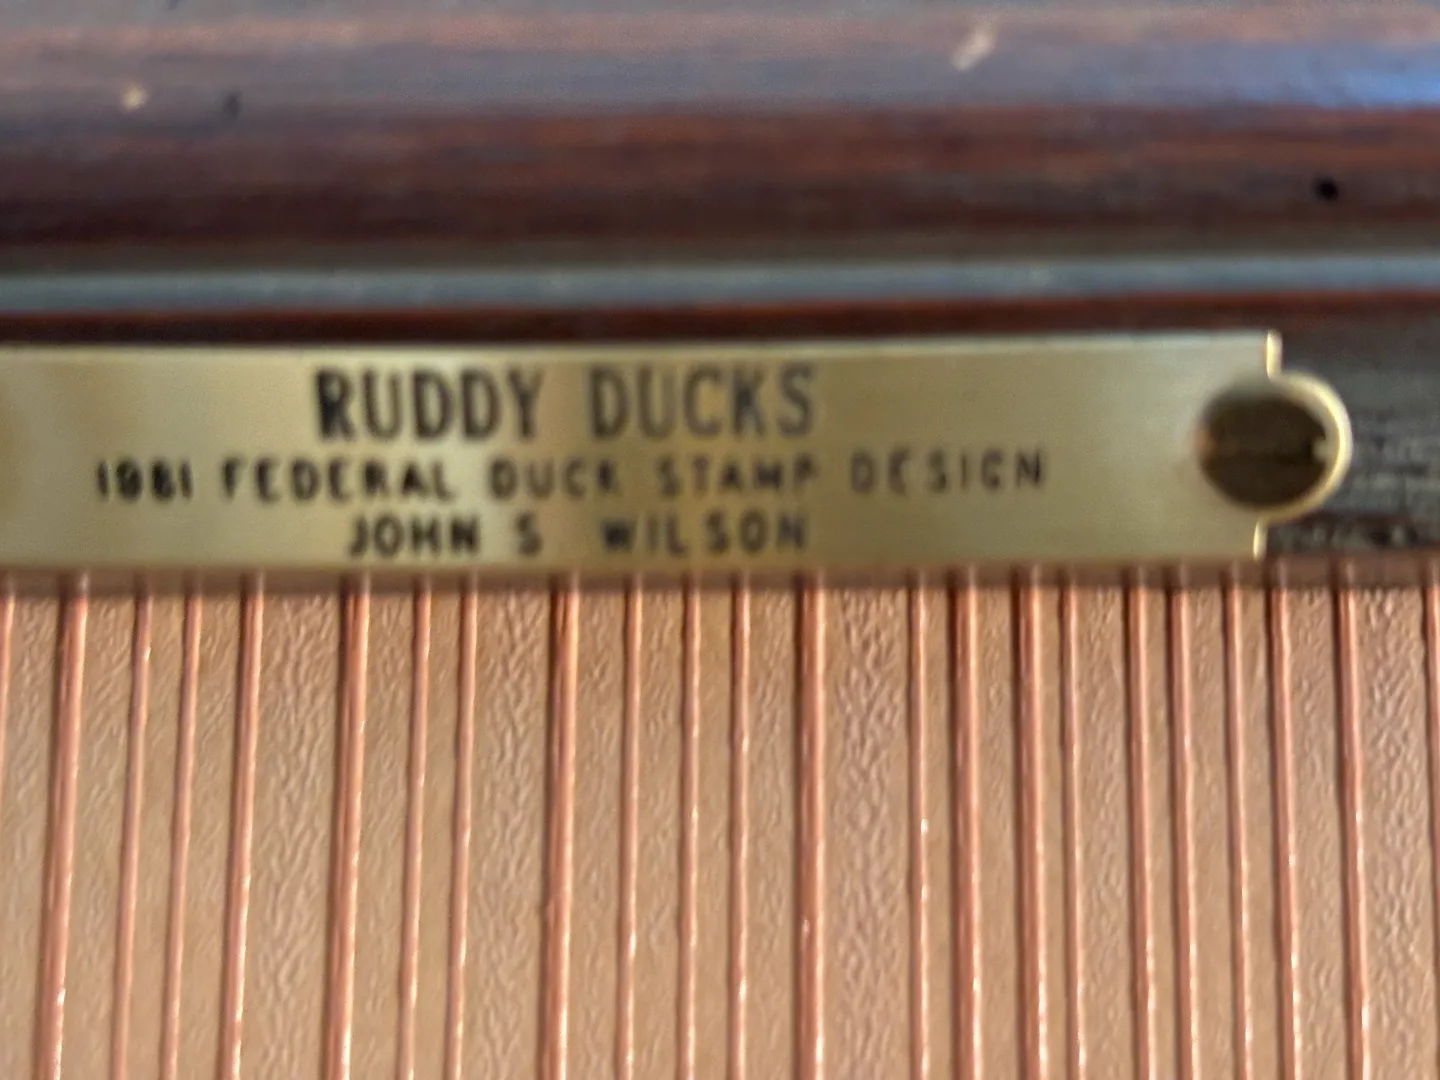 RUDDY DUCKS
1981 FEDERAL DUCK STAMP DESIGN
JOHN S WILSON